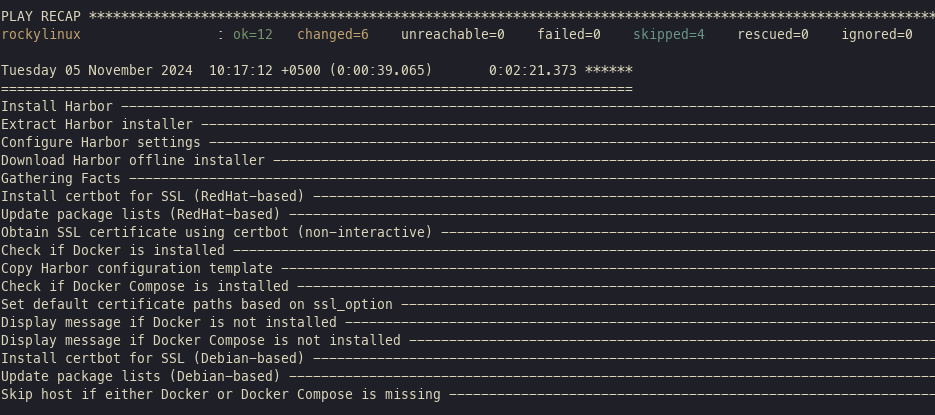 PLAY RECAP **********************************************************************************************************
rockylinux : ok=12 changed=6 unreachable=0 failed=0 skipped=4 rescued=0 ignored=0
Tuesday 05 November 2024 10:17:12 +0500 (0:00:39.065) 0:02:21.373 ******
===============================================================================
Install Harbor ------------------------------------------------------------------------------------------------------
Extract Harbor installer --------------------------------------------------------------------------------------------
Configure Harbor settings -------------------------------------------------------------------------------------------
Download Harbor offline installer -----------------------------------------------------------------------------------
Gathering Facts -----------------------------------------------------------------------------------------------------
Install certbot for SSL (RedHat-based) ------------------------------------------------------------------------------
Update package lists (RedHat-based) ---------------------------------------------------------------------------------
Obtain SSL certificate using certbot (non-interactive) --------------------------------------------------------------
Check if Docker is installed ----------------------------------------------------------------------------------------
Copy Harbor configuration template ----------------------------------------------------------------------------------
Check if Docker Compose is installed --------------------------------------------------------------------------------
Set default certificate paths based on ssl_option -------------------------------------------------------------------
Display message if Docker is not installed --------------------------------------------------------------------------
Display message if Docker Compose is not installed ------------------------------------------------------------------
Install certbot for SSL (Debian-based) ------------------------------------------------------------------------------
Update package lists (Debian-based) ---------------------------------------------------------------------------------
Skip host if either Docker or Docker Compose is missing -------------------------------------------------------------